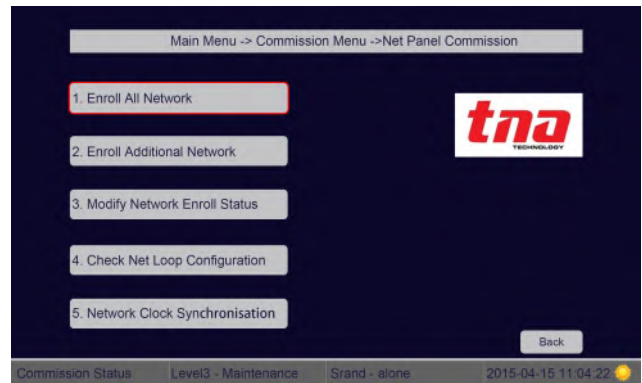 Main Menu -> Commission Menu ->Net Panel Commission
1. Enroll All Network
tna
TECHNOLOGY
2. Enroll Additional Network
3. Modify Network Enroll Status
4. Check Net Loop Configuration
5. Network Clock Synchronisation
Back
Commission Status Level3 - Maintenance Srand - alone 2015-04-15 11:04:22